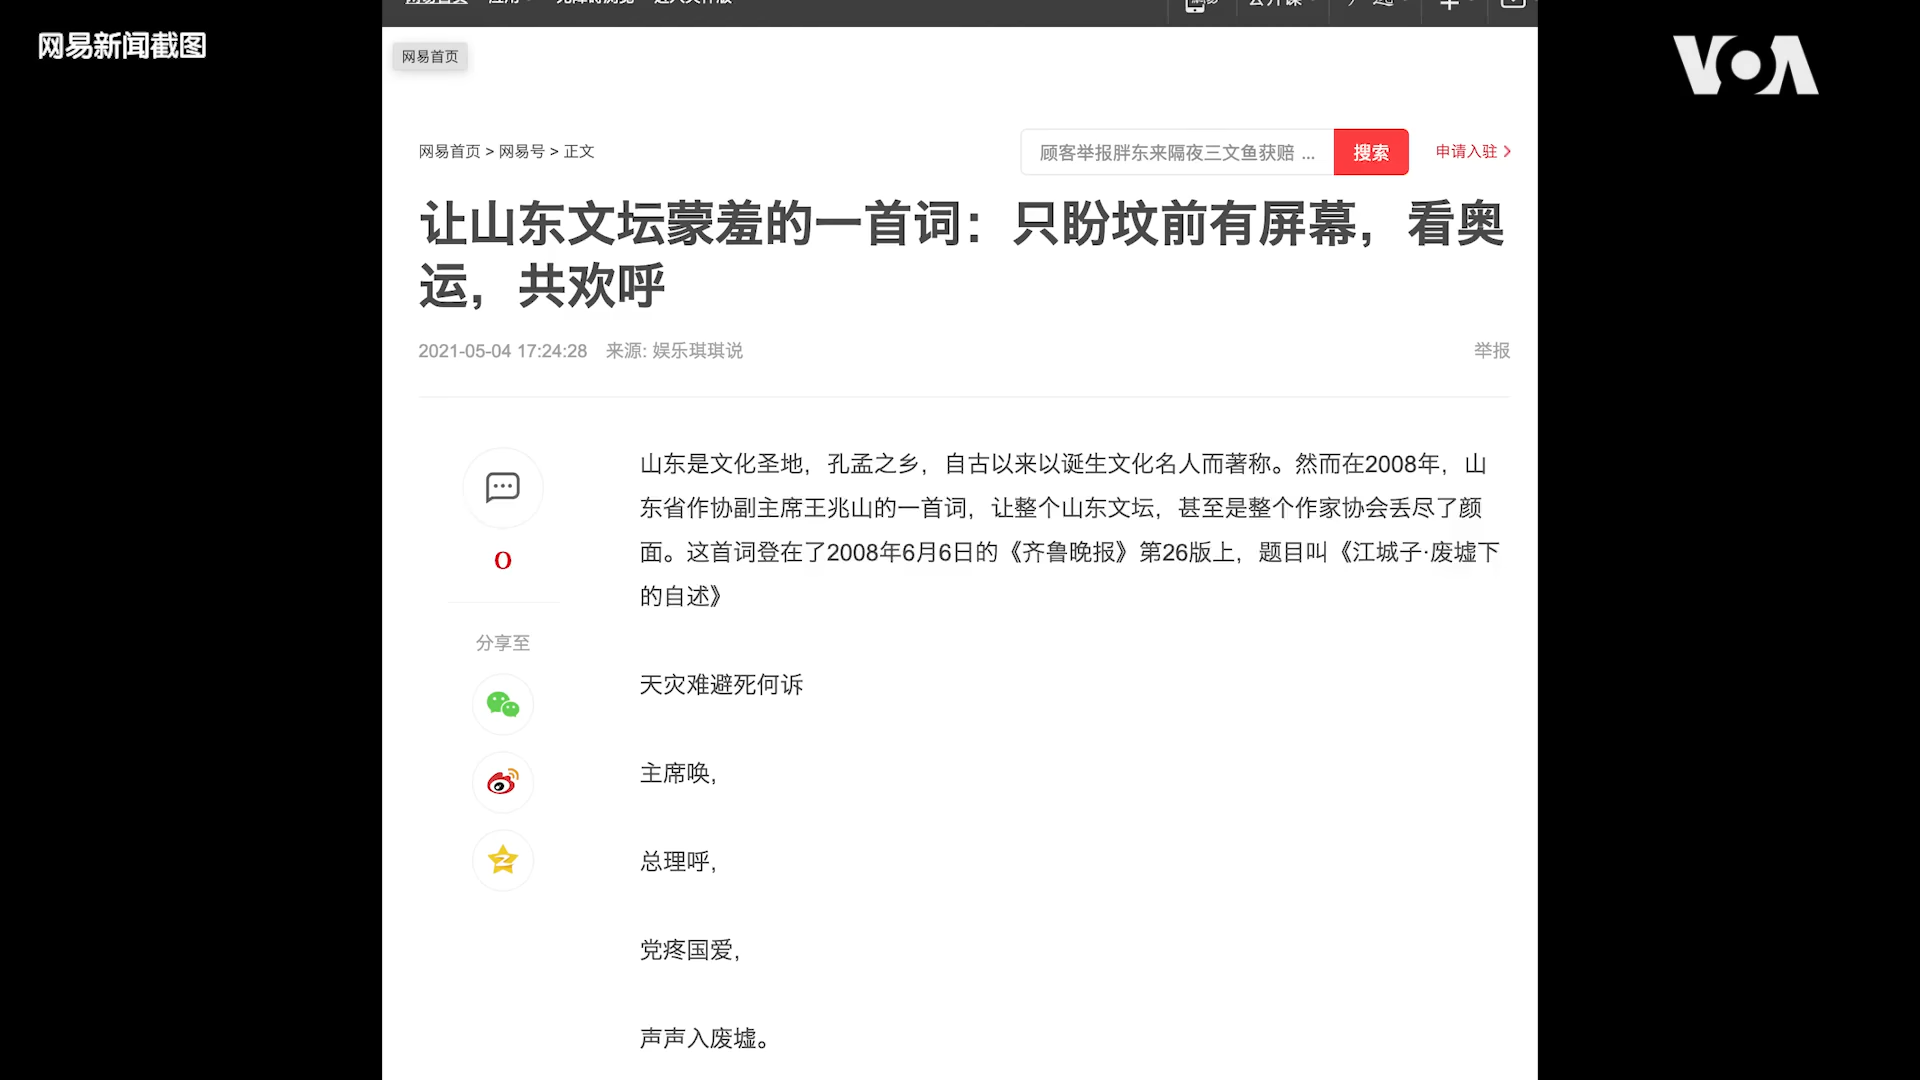 网易新闻截图
VOA
网易首页
网易首页 > 网易号 > 正文
顾客举报胖东来隔夜三文鱼获赔 ...
搜索
申请入驻
让山东文坛蒙羞的一首词：只盼坟前有屏幕，看奥
运，共欢呼
2021-05-04 17:24:28 来源: 娱乐琪琪说
举报
0
分享至
山东是文化圣地，孔孟之乡，自古以来以诞生文化名人而著称。然而在2008年，山
东省作协副主席王兆山的一首词，让整个山东文坛，甚至是整个作家协会丢尽了颜
面。这首词登在了2008年6月6日的《齐鲁晚报》第26版上，题目叫《江城子·废墟下
的自述》
天灾难避死何诉
主席唤，
总理呼，
党疼国爱，
声声入废墟。